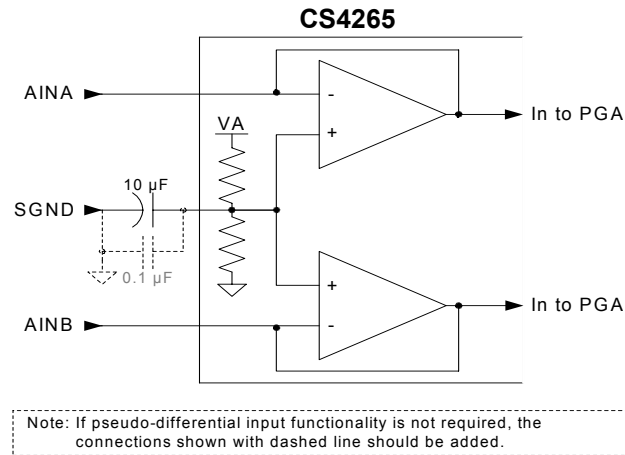 CS4265
AINA
-
In to PGA
VA
+
10 µF
SGND
0.1 µF
+
In to PGA
AINB
-
Note: If pseudo-differential input functionality is not required, the
connections shown with dashed line should be added.